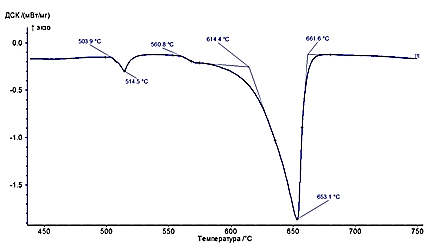 ДСК /(мВт/мг)
↑ экзо
0.0
-0.5
-1.0
-1.5
503.9 °C
514.5 °C
560.8 °C
614.4 °C
661.6 °C
653.1 °C
450
500
550
600
650
700
750
Температура /°C